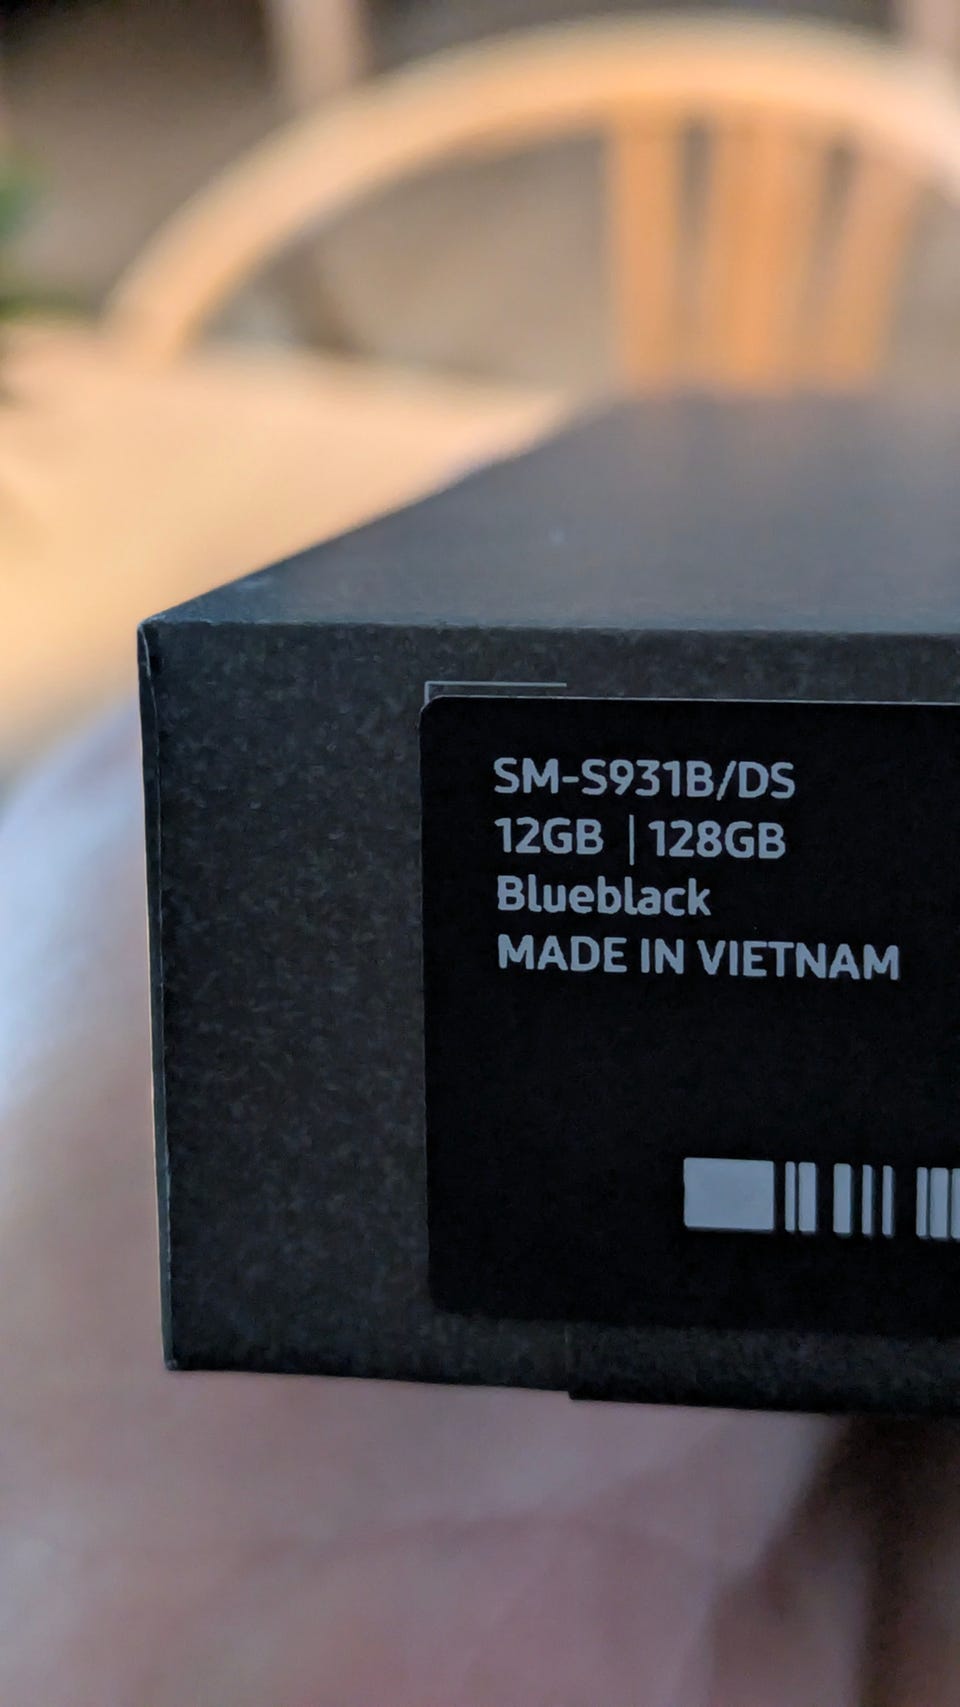 SM-S931B/DS
12GB | 128GB
Blueblack
MADE IN VIETNAM